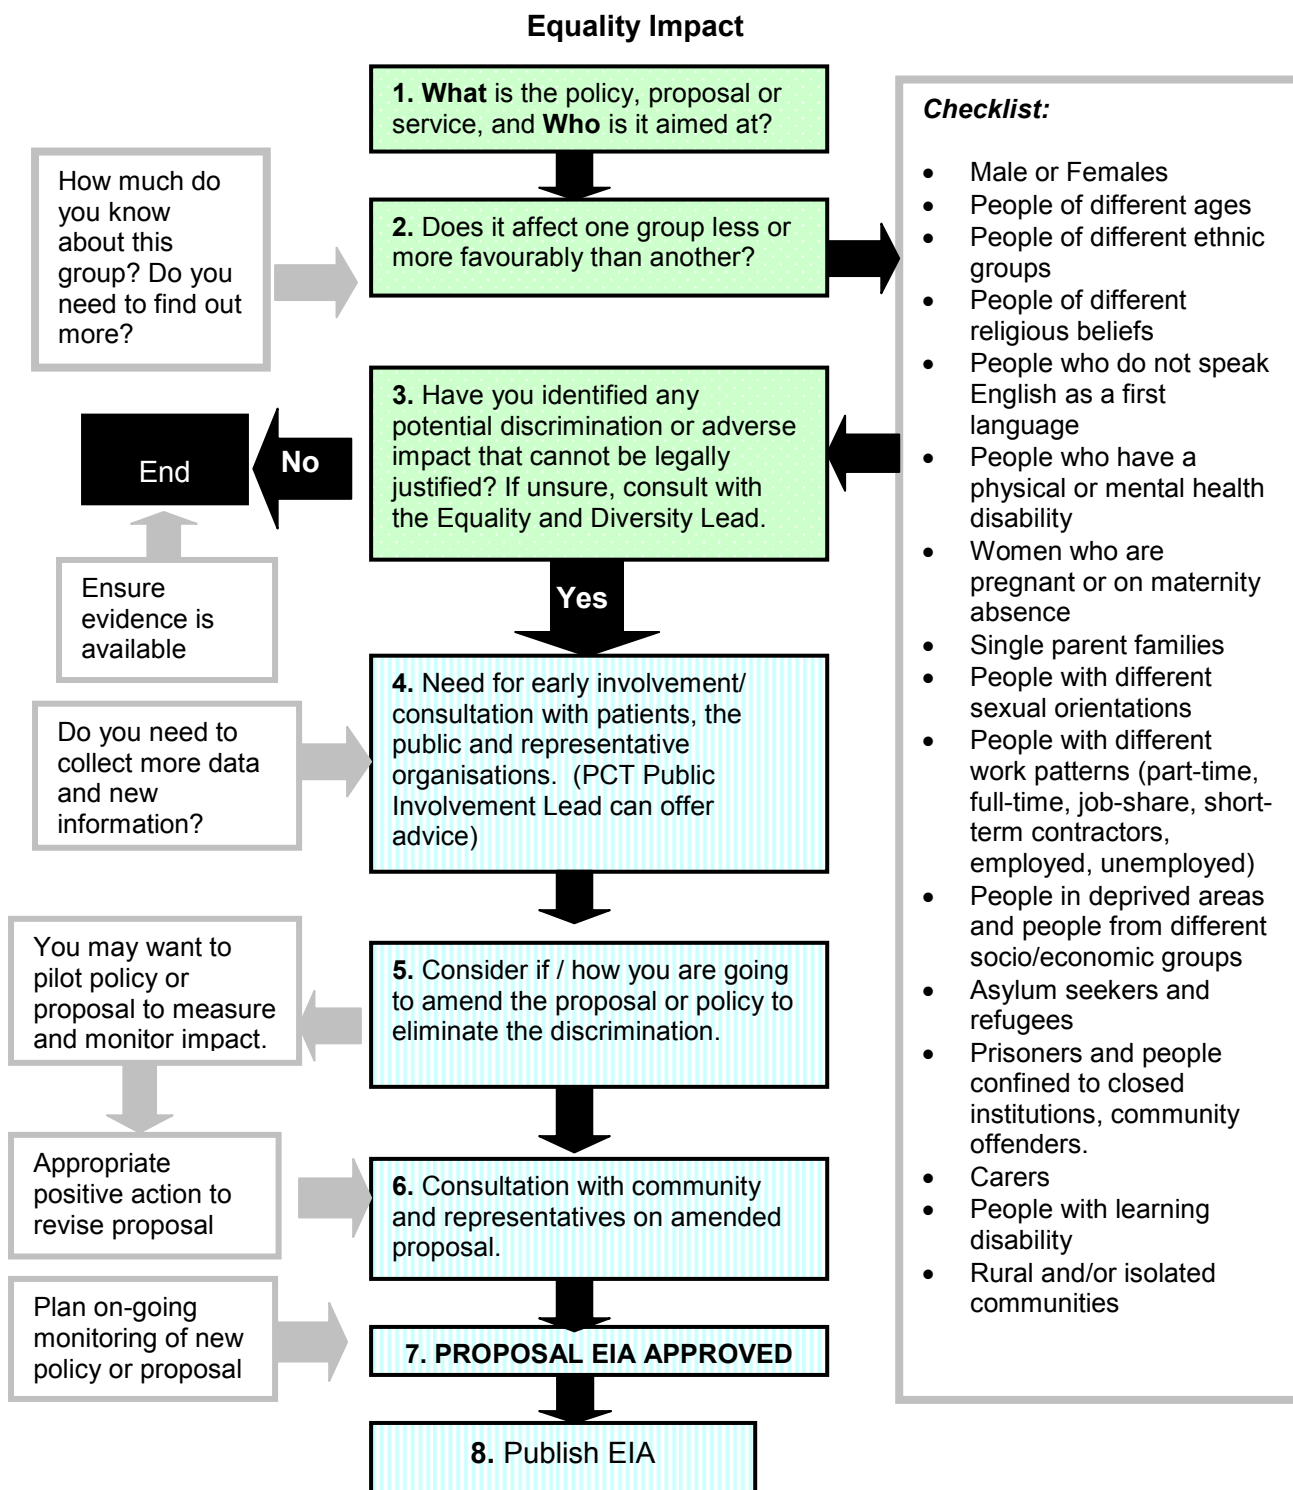 Equality Impact
1. What is the policy, proposal or
service, and Who is it aimed at?
How much do
you know
about this
group? Do you
need to find out
more?
2. Does it affect one group less or
more favourably than another?
Checklist:
• Male or Females
• People of different ages
• People of different ethnic
groups
• People of different
religious beliefs
• People who do not speak
English as a first
language
• People who have a
physical or mental health
disability
• Women who are
pregnant or on maternity
absence
• Single parent families
• People with different
sexual orientations
• People with different
work patterns (part-time,
full-time, job-share, short-
term contractors,
employed, unemployed)
• People in deprived areas
and people from different
socio/economic groups
• Asylum seekers and
refugees
• Prisoners and people
confined to closed
institutions, community
offenders.
• Carers
• People with learning
disability
• Rural and/or isolated
communities
3. Have you identified any
potential discrimination or adverse
impact that cannot be legally
justified? If unsure, consult with
the Equality and Diversity Lead.
No
End
Ensure
evidence is
available
Yes
4. Need for early involvement/
consultation with patients, the
public and representative
organisations. (PCT Public
Involvement Lead can offer
advice)
Do you need to
collect more data
and new
information?
5. Consider if / how you are going
to amend the proposal or policy to
eliminate the discrimination.
You may want to
pilot policy or
proposal to measure
and monitor impact.
Appropriate
positive action to
revise proposal
6. Consultation with community
and representatives on amended
proposal.
Plan on-going
monitoring of new
policy or proposal
7. PROPOSAL EIA APPROVED
8. Publish EIA